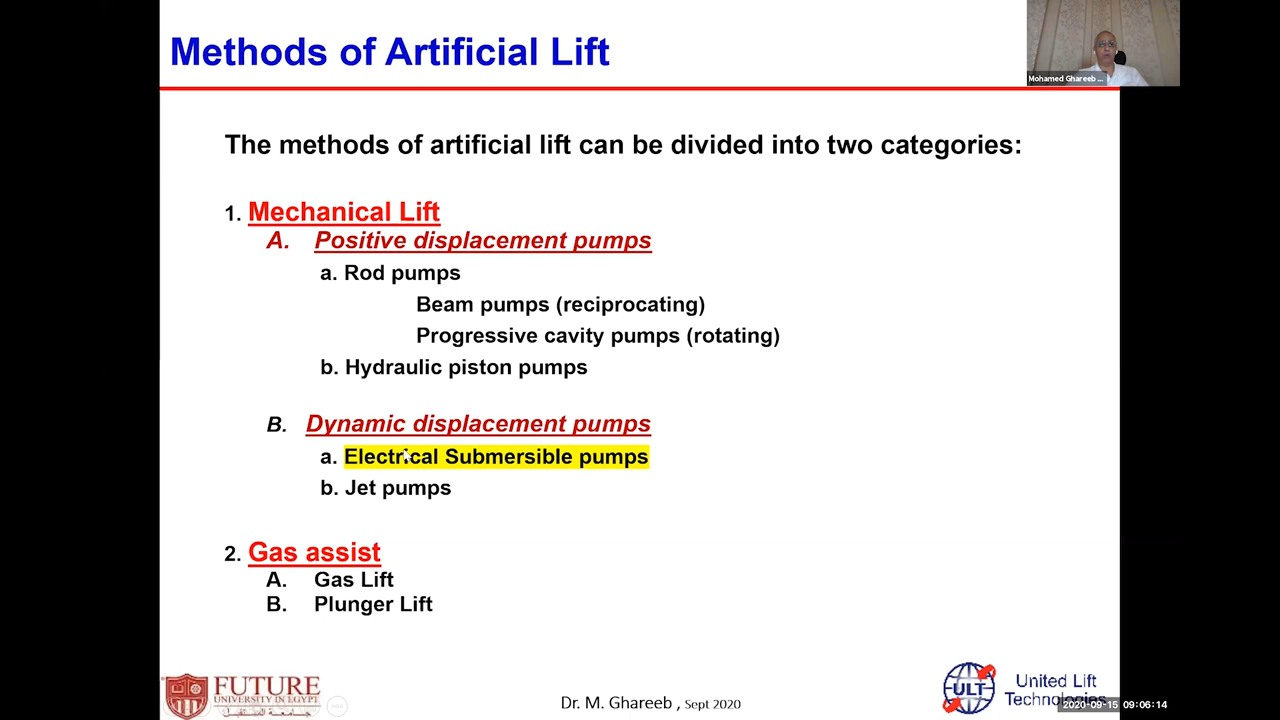 Methods of Artificial Lift
Mohamed Ghareeb ...
The methods of artificial lift can be divided into two categories:
1. Mechanical Lift
A. Positive displacement pumps
a. Rod pumps
Beam pumps (reciprocating)
Progressive cavity pumps (rotating)
b. Hydraulic piston pumps
B. Dynamic displacement pumps
a. Electrical Submersible pumps
b. Jet pumps
2. Gas assist
A. Gas Lift
B. Plunger Lift
FUTURE
UNIVERSITY IN EGYPT
Dr. M. Ghareeb , Sept 2020
ULT
United Lift
Technologies
2020-09-15 09:06:14